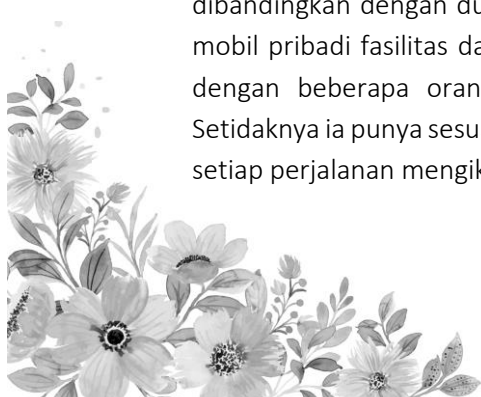 dibandingkan dengan du
mobil pribadi fasilitas da
dengan beberapa oran
Setidaknya ia punya sesu
setiap perjalanan mengik